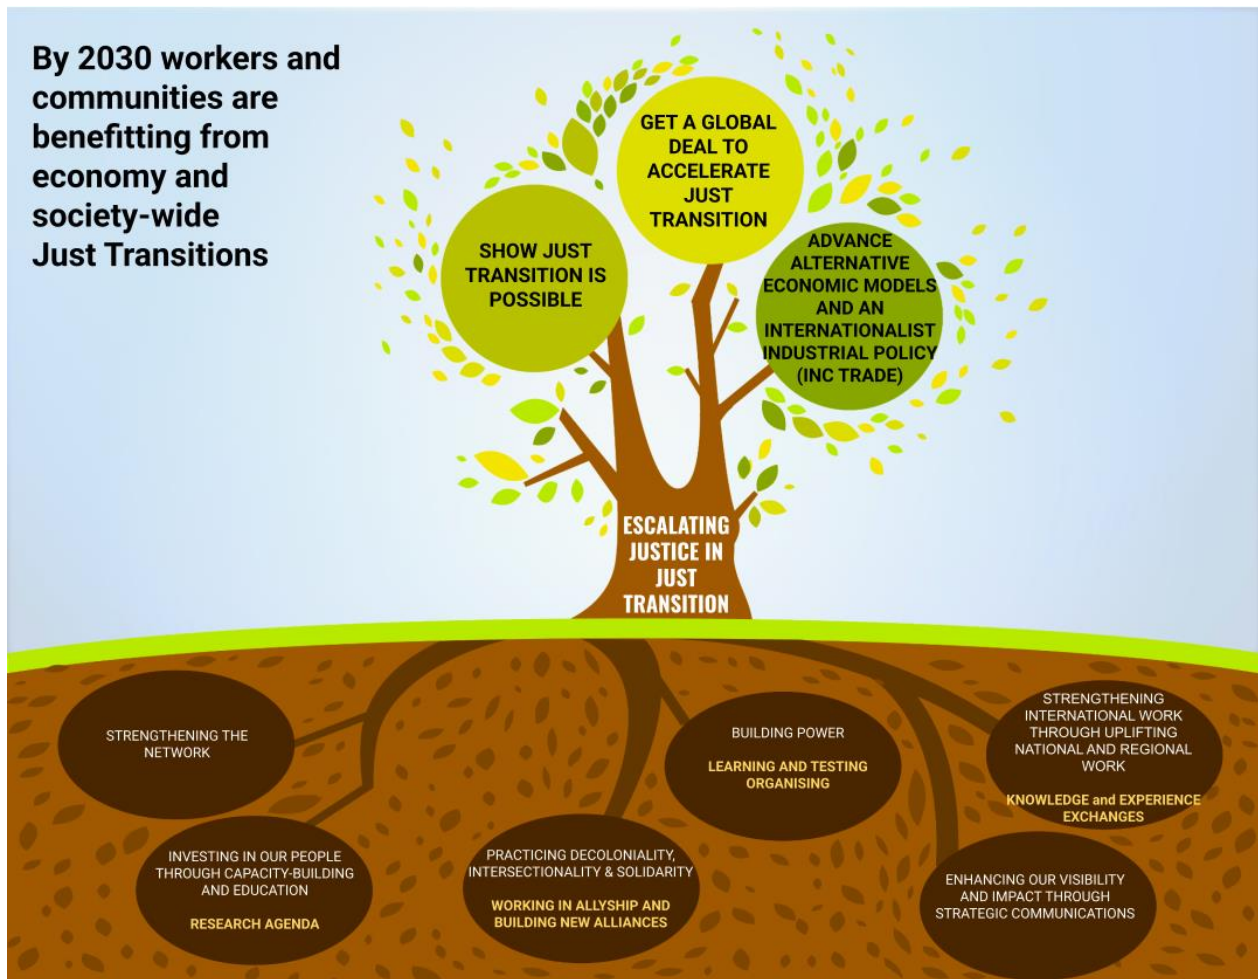 By 2030 workers and
communities are
benefitting from
economy and
society-wide
Just Transitions
GET A GLOBAL
DEAL TO
ACCELERATE
JUST
TRANSITION
SHOW JUST
TRANSITION IS
POSSIBLE
ADVANCE
ALTERNATIVE
ECONOMIC MODELS
AND AN
INTERNATIONALIST
INDUSTRIAL POLICY
(INC TRADE)
ESCALATING
JUSTICE IN
JUST
TRANSITION
STRENGTHENING THE
NETWORK
BUILDING POWER
LEARNING AND TESTING
ORGANISING
STRENGTHENING
INTERNATIONAL WORK
THROUGH UPLIFTING
NATIONAL AND REGIONAL
WORK
KNOWLEDGE and EXPERIENCE
EXCHANGES
INVESTING IN OUR PEOPLE
THROUGH CAPACITY-BUILDING
AND EDUCATION
RESEARCH AGENDA
PRACTICING DECOLONIALITY,
INTERSECTIONALITY & SOLIDARITY
WORKING IN ALLYSHIP AND
BUILDING NEW ALLIANCES
ENHANCING OUR VISIBILITY
AND IMPACT THROUGH
STRATEGIC COMMUNICATIONS